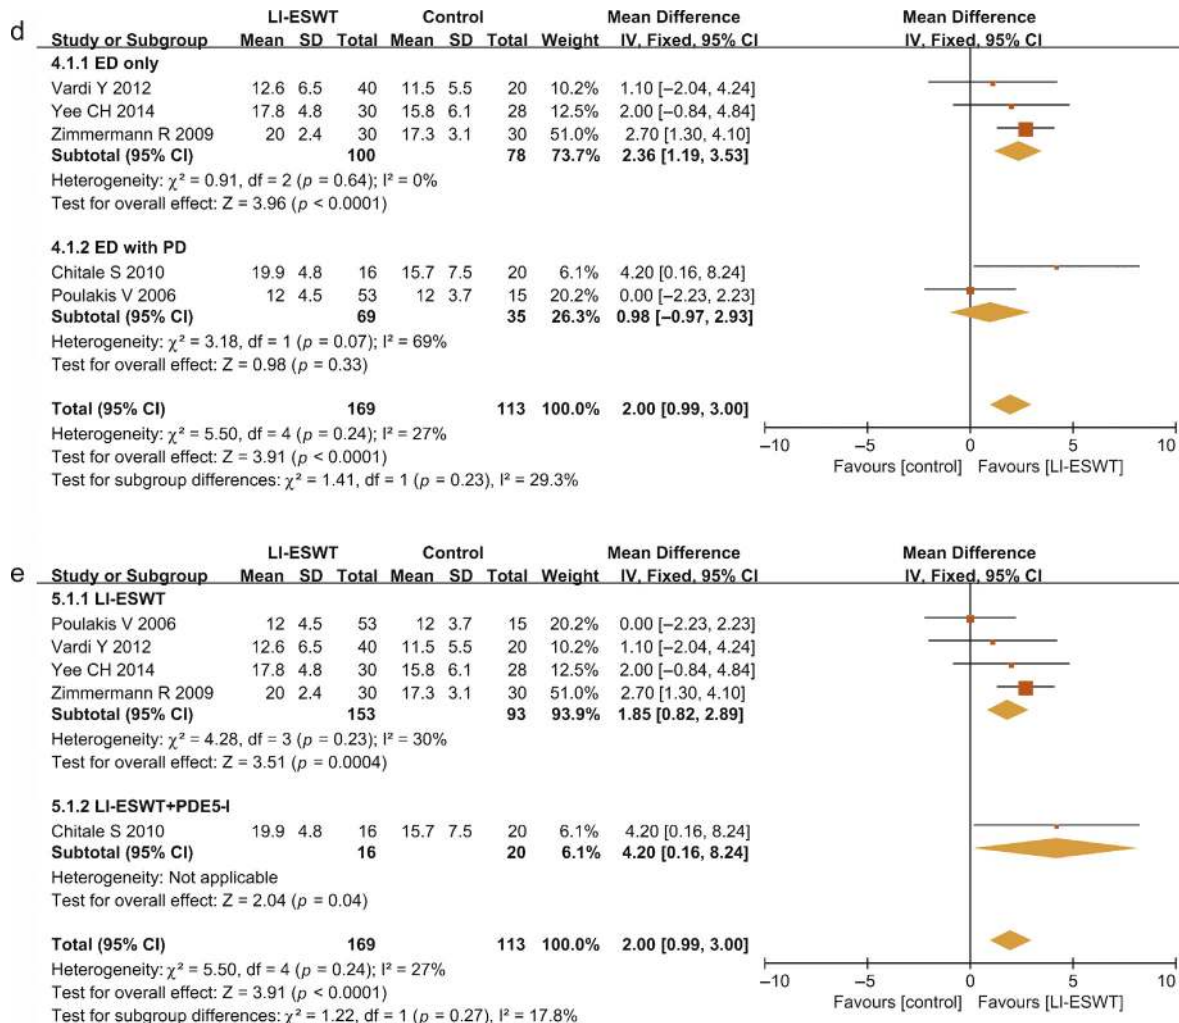 d
LI-ESWT Control Mean Difference Mean Difference
Study or Subgroup Mean SD Total Mean SD Total Weight IV, Fixed, 95% CI IV, Fixed, 95% CI
4.1.1 ED only
Vardi Y 2012 12.6 6.5 40 11.5 5.5 20 10.2% 1.10 [−2.04, 4.24]
Yee CH 2014 17.8 4.8 30 15.8 6.1 28 12.5% 2.00 [−0.84, 4.84]
Zimmermann R 2009 20 2.4 30 17.3 3.1 30 51.0% 2.70 [1.30, 4.10]
Subtotal (95% CI) 100 78 73.7% 2.36 [1.19, 3.53]
Heterogeneity: χ² = 0.91, df = 2 (p = 0.64); I² = 0%
Test for overall effect: Z = 3.96 (p < 0.0001)
4.1.2 ED with PD
Chitale S 2010 19.9 4.8 16 15.7 7.5 20 6.1% 4.20 [0.16, 8.24]
Poulakis V 2006 12 4.5 53 12 3.7 15 20.2% 0.00 [−2.23, 2.23]
Subtotal (95% CI) 69 35 26.3% 0.98 [−0.97, 2.93]
Heterogeneity: χ² = 3.18, df = 1 (p = 0.07); I² = 69%
Test for overall effect: Z = 0.98 (p = 0.33)
Total (95% CI) 169 113 100.0% 2.00 [0.99, 3.00]
Heterogeneity: χ² = 5.50, df = 4 (p = 0.24); I² = 27%
Test for overall effect: Z = 3.91 (p < 0.0001)
Test for subgroup differences: χ² = 1.41, df = 1 (p = 0.23), I² = 29.3%
−10 −5 0 5 10
Favours [control] Favours [LI-ESWT]
e
LI-ESWT Control Mean Difference Mean Difference
Study or Subgroup Mean SD Total Mean SD Total Weight IV, Fixed, 95% CI IV, Fixed, 95% CI
5.1.1 LI-ESWT
Poulakis V 2006 12 4.5 53 12 3.7 15 20.2% 0.00 [−2.23, 2.23]
Vardi Y 2012 12.6 6.5 40 11.5 5.5 20 10.2% 1.10 [−2.04, 4.24]
Yee CH 2014 17.8 4.8 30 15.8 6.1 28 12.5% 2.00 [−0.84, 4.84]
Zimmermann R 2009 20 2.4 30 17.3 3.1 30 51.0% 2.70 [1.30, 4.10]
Subtotal (95% CI) 153 93 93.9% 1.85 [0.82, 2.89]
Heterogeneity: χ² = 4.28, df = 3 (p = 0.23); I² = 30%
Test for overall effect: Z = 3.51 (p = 0.0004)
5.1.2 LI-ESWT+PDE5-I
Chitale S 2010 19.9 4.8 16 15.7 7.5 20 6.1% 4.20 [0.16, 8.24]
Subtotal (95% CI) 16 20 6.1% 4.20 [0.16, 8.24]
Heterogeneity: Not applicable
Test for overall effect: Z = 2.04 (p = 0.04)
Total (95% CI) 169 113 100.0% 2.00 [0.99, 3.00]
Heterogeneity: χ² = 5.50, df = 4 (p = 0.24); I² = 27%
Test for overall effect: Z = 3.91 (p < 0.0001)
Test for subgroup differences: χ² = 1.22, df = 1 (p = 0.27), I² = 17.8%
−10 −5 0 5 10
Favours [control] Favours [LI-ESWT]